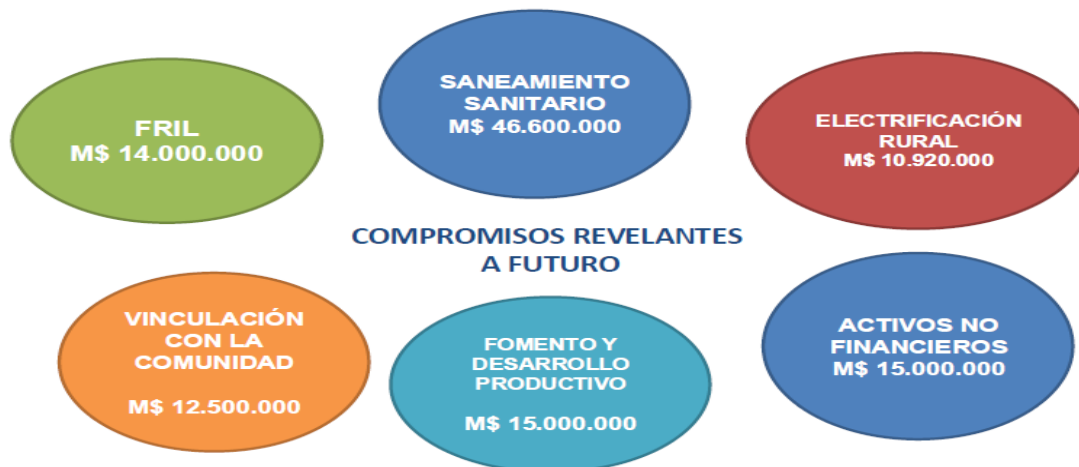 FRIL
M$ 14.000.000
SANEAMIENTO
SANITARIO
M$ 46.600.000
ELECTRIFICACIÓN
RURAL
M$ 10.920.000
COMPROMISOS REVELANTES
A FUTURO
VINCULACIÓN
CON LA
COMUNIDAD
M$ 12.500.000
FOMENTO Y
DESARROLLO
PRODUCTIVO
M$ 15.000.000
ACTIVOS NO
FINANCIEROS
M$ 15.000.000